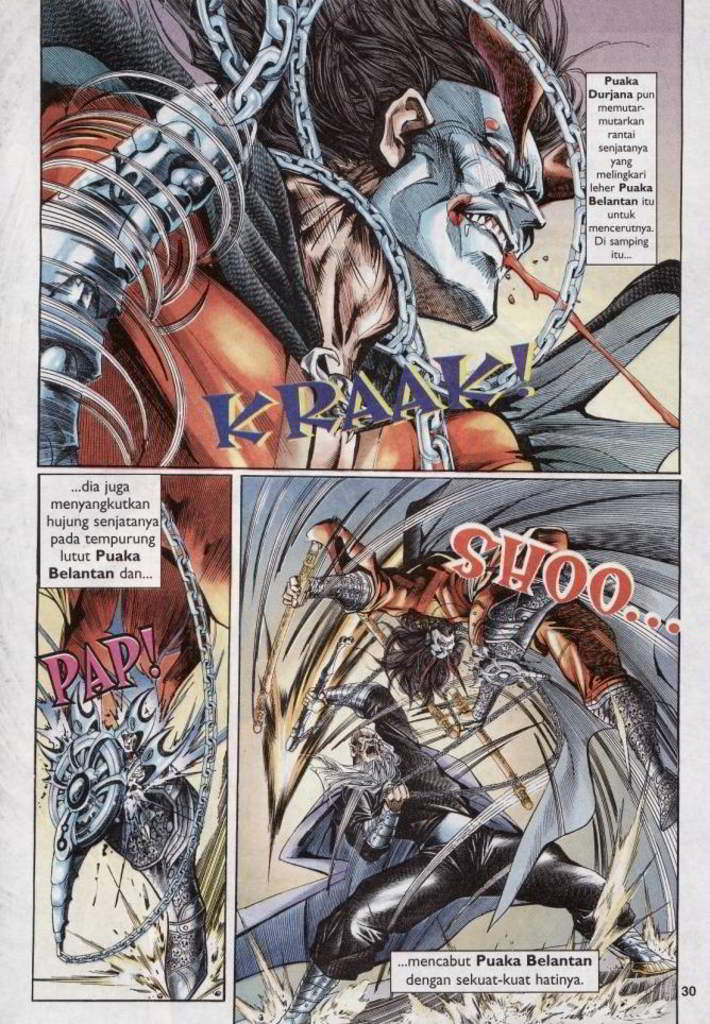 Puaka
Durjana pun
memutar-
mutarkan
rantai
senjatanya
yang
melingkari
leher Puaka
Belantan itu
untuk
mencerutnya.
Di samping
itu...
KRAAK!
...dia juga
menyangkutkan
hujung senjatanya
pada tempurung
lutut Puaka
Belantan dan...
PAP!
SHOO...
...mencabut Puaka Belantan
dengan sekuat-kuat hatinya.
30